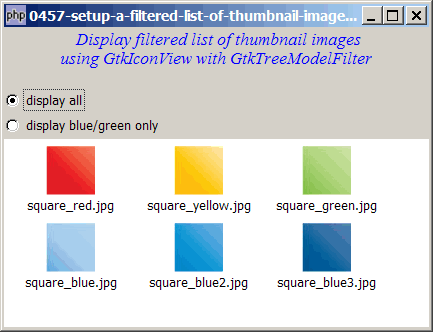 php 0457-setup-a-filtered-list-of-thumbnail-image...
Display filtered list of thumbnail images
using GtkIconView with GtkTreeModelFilter
display all
display blue/green only
square_red.jpg square_yellow.jpg square_green.jpg
square_blue.jpg square_blue2.jpg square_blue3.jpg